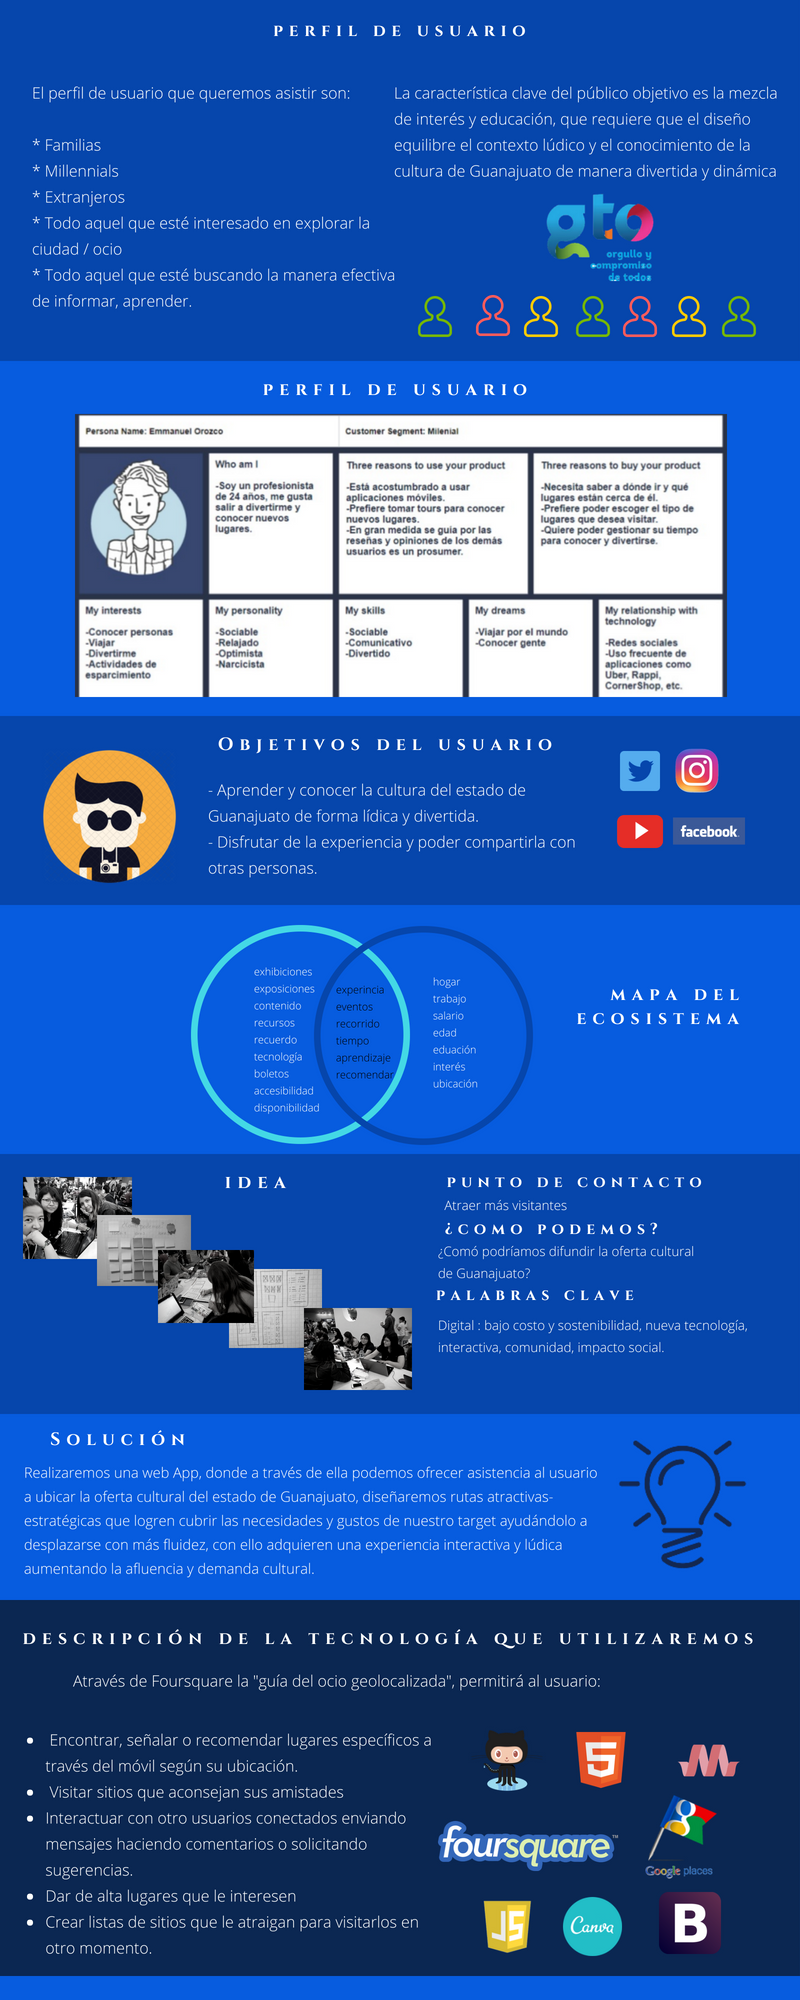 PERFIL DE USUARIO
El perfil de usuario que queremos asistir son:
* Familias
* Millennials
* Extranjeros
* Todo aquel que esté interesado en explorar la
ciudad / ocio
* Todo aquel que esté buscando la manera efectiva
de informar, aprender.
La característica clave del público objetivo es la mezcla
de interés y educación, que requiere que el diseño
equilibre el contexto lúdico y el conocimiento de la
cultura de Guanajuato de manera divertida y dinámica
gto
orgullo y
compromiso
de todos
PERFIL DE USUARIO
Persona Name: Emmanuel Orozco
Customer Segment: Milenial
Who am I
-Soy un profesionista
de 24 años, me gusta
salir a divertirme y
conocer nuevos
lugares.
Three reasons to use your product
-Está acostumbrado a usar
aplicaciones móviles.
-Prefiere tomar tours para conocer
nuevos lugares.
-En gran medida se guia por las
reseñas y opiniones de los demás
usuarios es un prosumer.
Three reasons to buy your product
-Necesita saber a dónde ir y qué
lugares están cerca de él.
-Prefiere poder escoger el tipo de
lugares que desea visitar.
-Quiere poder gestionar su tiempo
para conocer y divertirse.
My interests
-Conocer personas
-Viajar
-Divertirme
-Actividades de
esparcimiento
My personality
-Sociable
-Relajado
-Optimista
-Narcicista
My skills
-Sociable
-Comunicativo
-Divertido
My dreams
-Viajar por el mundo
-Conocer gente
My relationship with
technology
-Redes sociales
-Uso frecuente de
aplicaciones como
Uber, Rappi,
CornerShop, etc.
OBJETIVOS DEL USUARIO
- Aprender y conocer la cultura del estado de
Guanajuato de forma lídica y divertida.
- Disfrutar de la experiencia y poder compartirla con
otras personas.
facebook
exhibiciones
exposiciones
contenido
recursos
recuerdo
tecnología
boletos
accesibilidad
disponibilidad
experincia
eventos
recorrido
tiempo
aprendizaje
recomendar
hogar
trabajo
salario
edad
eduación
interés
ubicación
MAPA DEL
ECOSISTEMA
IDEA
PUNTO DE CONTACTO
Atraer más visitantes
¿COMO PODEMOS?
¿Comó podríamos difundir la oferta cultural
de Guanajuato?
PALABRAS CLAVE
Digital : bajo costo y sostenibilidad, nueva tecnología,
interactiva, comunidad, impacto social.
SOLUCIÓN
Realizaremos una web App, donde a través de ella podemos ofrecer asistencia al usuario
a ubicar la oferta cultural del estado de Guanajuato, diseñaremos rutas atractivas-
estratégicas que logren cubrir las necesidades y gustos de nuestro target ayudándolo a
desplazarse con más fluidez, con ello adquieren una experiencia interactiva y lúdica
aumentando la afluencia y demanda cultural.
DESCRIPCIÓN DE LA TECNOLOGÍA QUE UTILIZAREMOS
Através de Foursquare la "guía del ocio geolocalizada", permitirá al usuario:
• Encontrar, señalar o recomendar lugares específicos a
través del móvil según su ubicación.
• Visitar sitios que aconsejan sus amistades
• Interactuar con otro usuarios conectados enviando
mensajes haciendo comentarios o solicitando
sugerencias.
• Dar de alta lugares que le interesen
• Crear listas de sitios que le atraigan para visitarlos en
otro momento.
5
foursquare™
Google places
JS
Canva
B